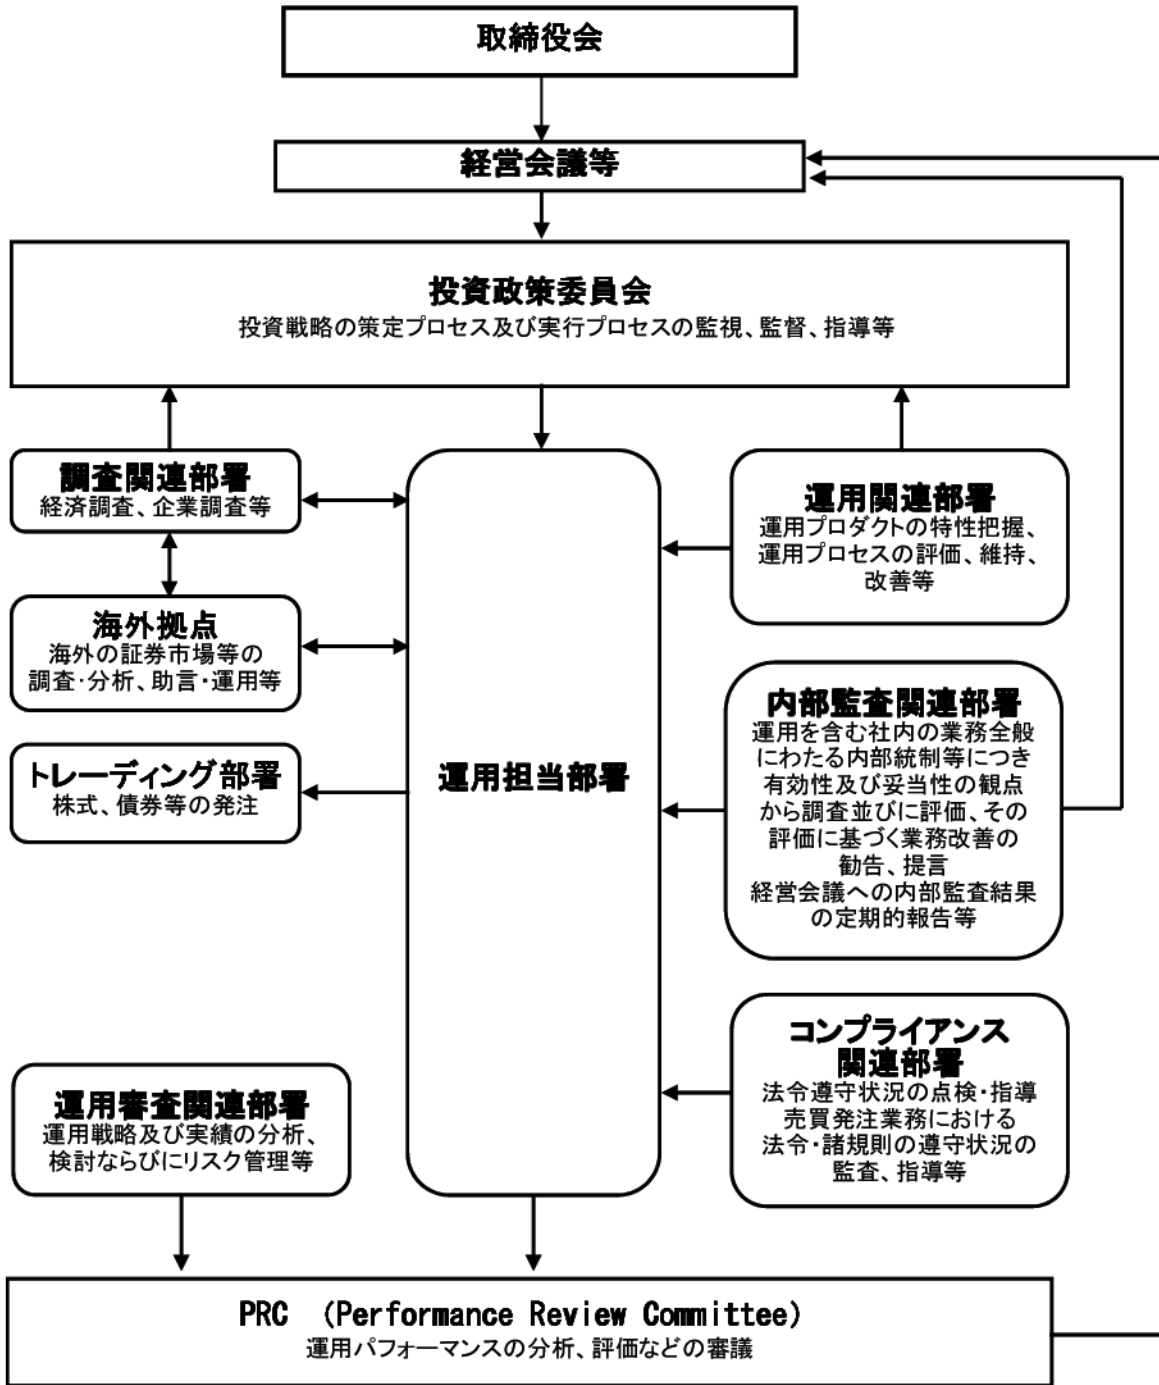 取締役会
経営会議等
投資政策委員会
投資戦略の策定プロセス及び実行プロセスの監視、監督、指導等
調査関連部署
経済調査、企業調査等
海外拠点
海外の証券市場等の
調査・分析、助言・運用等
トレーディング部署
株式、債券等の発注
運用審査関連部署
運用戦略及び実績の分析、
検討ならびにリスク管理等
運用担当部署
運用関連部署
運用プロダクトの特性把握、
運用プロセスの評価、維持、
改善等
内部監査関連部署
運用を含む社内の業務全般
にわたる内部統制等につき
有効性及び妥当性の観点
から調査並びに評価、その
評価に基づく業務改善の
勧告、提言
経営会議への内部監査結果
の定期的報告等
コンプライアンス
関連部署
法令遵守状況の点検・指導
売買発注業務における
法令・諸規則の遵守状況の
監査、指導等
PRC （Performance Review Committee）
運用パフォーマンスの分析、評価などの審議